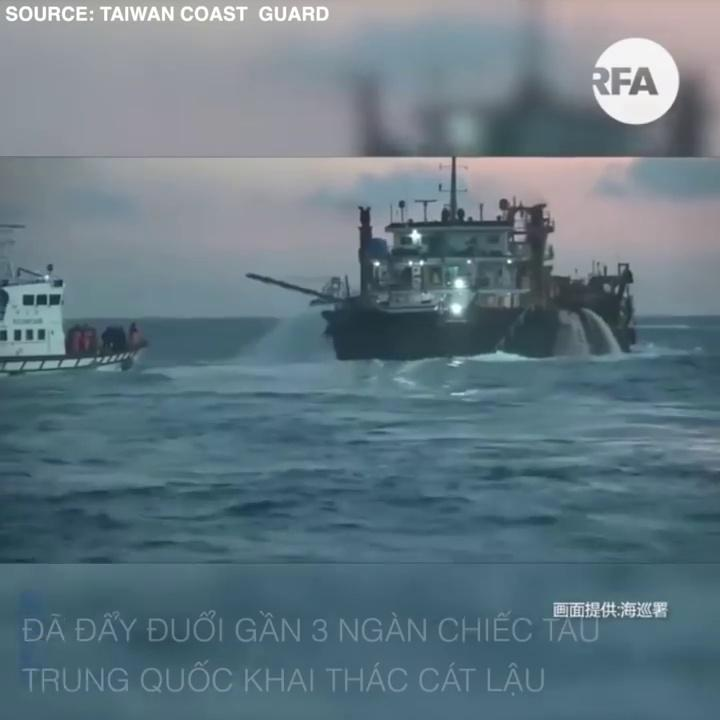 SOURCE: TAIWAN COAST GUARD
RFA
画面提供:海巡署
ĐÃ ĐẨY ĐUỔI GẦN 3 NGÀN CHIẾC TÀU
TRUNG QUỐC KHAI THÁC CÁT LẬU